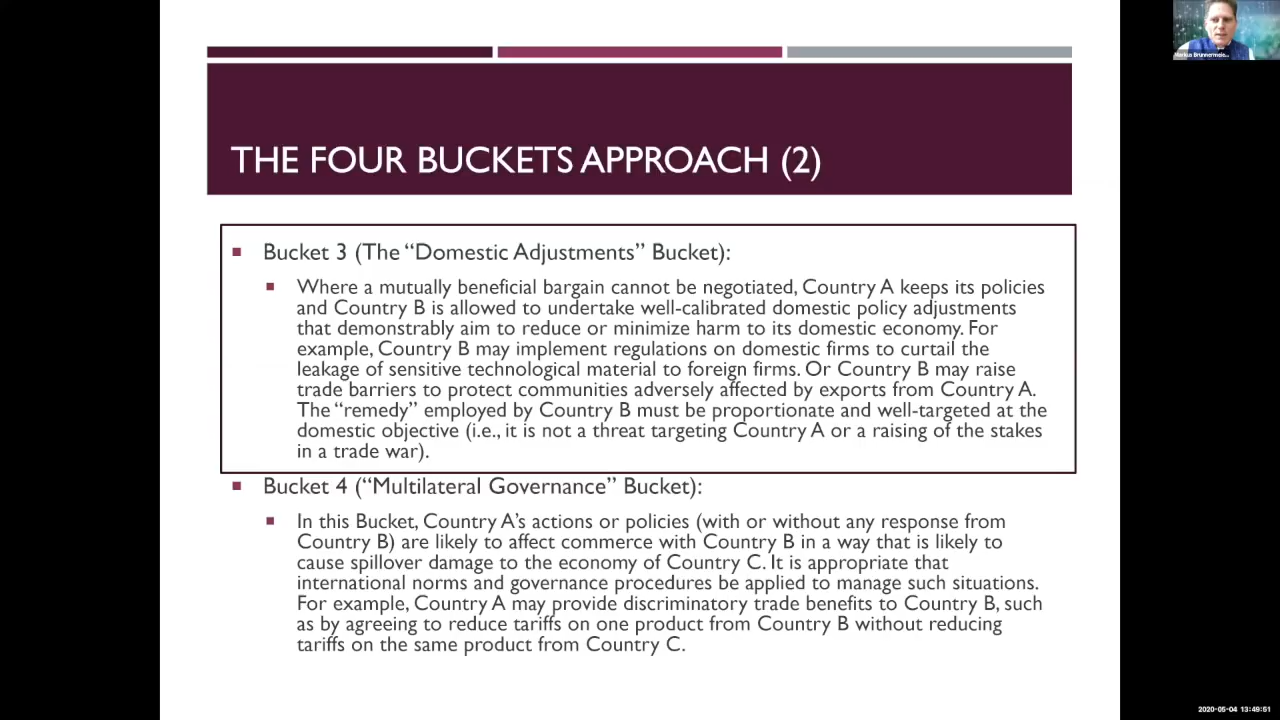 Markus Brunnermeie...
THE FOUR BUCKETS APPROACH (2)
Bucket 3 (The “Domestic Adjustments” Bucket):
Where a mutually beneficial bargain cannot be negotiated, Country A keeps its policies
and Country B is allowed to undertake well-calibrated domestic policy adjustments
that demonstrably aim to reduce or minimize harm to its domestic economy. For
example, Country B may implement regulations on domestic firms to curtail the
leakage of sensitive technological material to foreign firms. Or Country B may raise
trade barriers to protect communities adversely affected by exports from Country A.
The “remedy” employed by Country B must be proportionate and well-targeted at the
domestic objective (i.e., it is not a threat targeting Country A or a raising of the stakes
in a trade war).
Bucket 4 (“Multilateral Governance” Bucket):
In this Bucket, Country A’s actions or policies (with or without any response from
Country B) are likely to affect commerce with Country B in a way that is likely to
cause spillover damage to the economy of Country C. It is appropriate that
international norms and governance procedures be applied to manage such situations.
For example, Country A may provide discriminatory trade benefits to Country B, such
as by agreeing to reduce tariffs on one product from Country B without reducing
tariffs on the same product from Country C.
2020-05-04 13:49:51